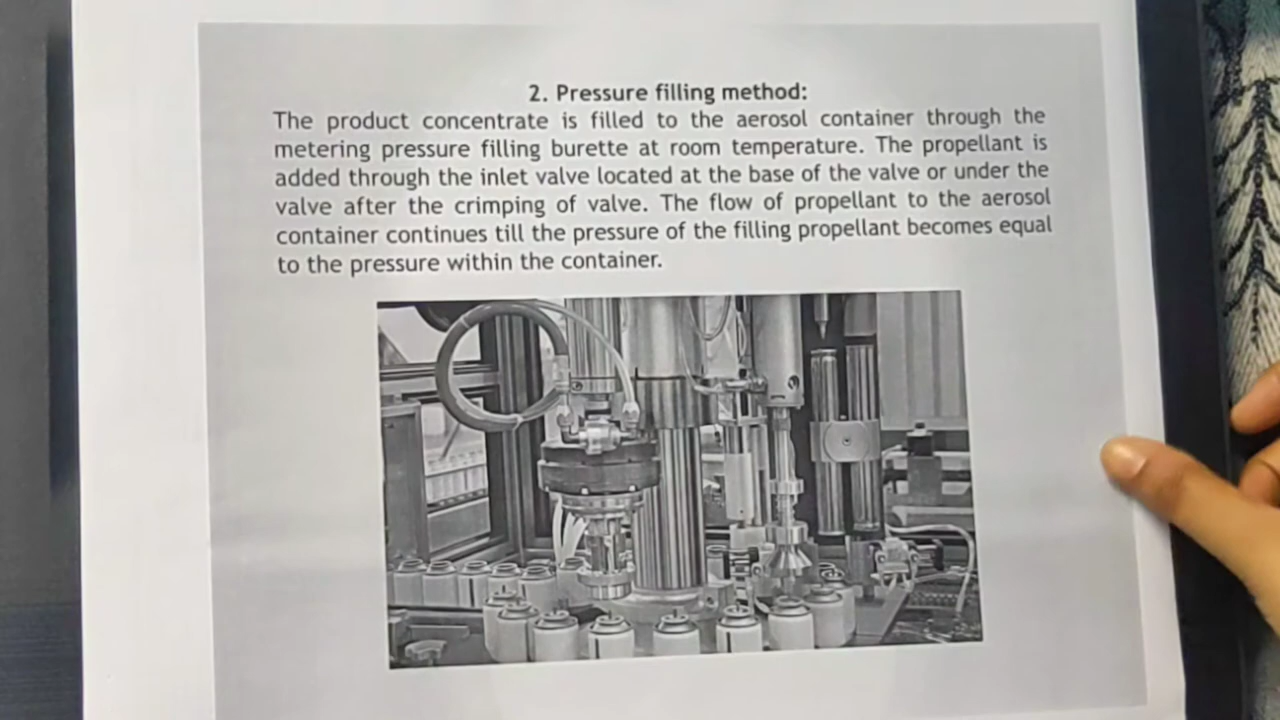 2. Pressure filling method:
The product concentrate is filled to the aerosol container through the
metering pressure filling burette at room temperature. The propellant is
added through the inlet valve located at the base of the valve or under the
valve after the crimping of valve. The flow of propellant to the aerosol
container continues till the pressure of the filling propellant becomes equal
to the pressure within the container.